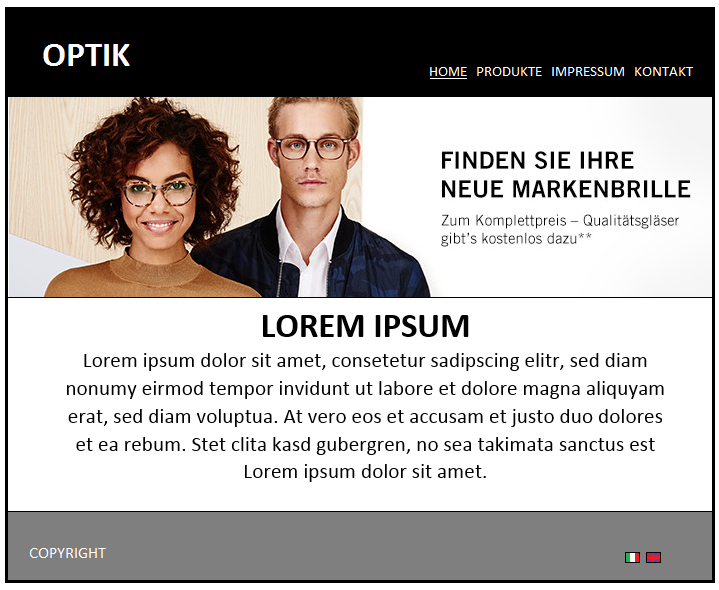 OPTIK
HOME PRODUKTE IMPRESSUM KONTAKT
FINDEN SIE IHRE
NEUE MARKENBRILLE
Zum Komplettpreis – Qualitätsgläser
gibt's kostenlos dazu**
LOREM IPSUM
Lorem ipsum dolor sit amet, consetetur sadipscing elitr, sed diam
nonumy eirmod tempor invidunt ut labore et dolore magna aliquyam
erat, sed diam voluptua. At vero eos et accusam et justo duo dolores
et ea rebum. Stet clita kasd gubergren, no sea takimata sanctus est
Lorem ipsum dolor sit amet.
COPYRIGHT